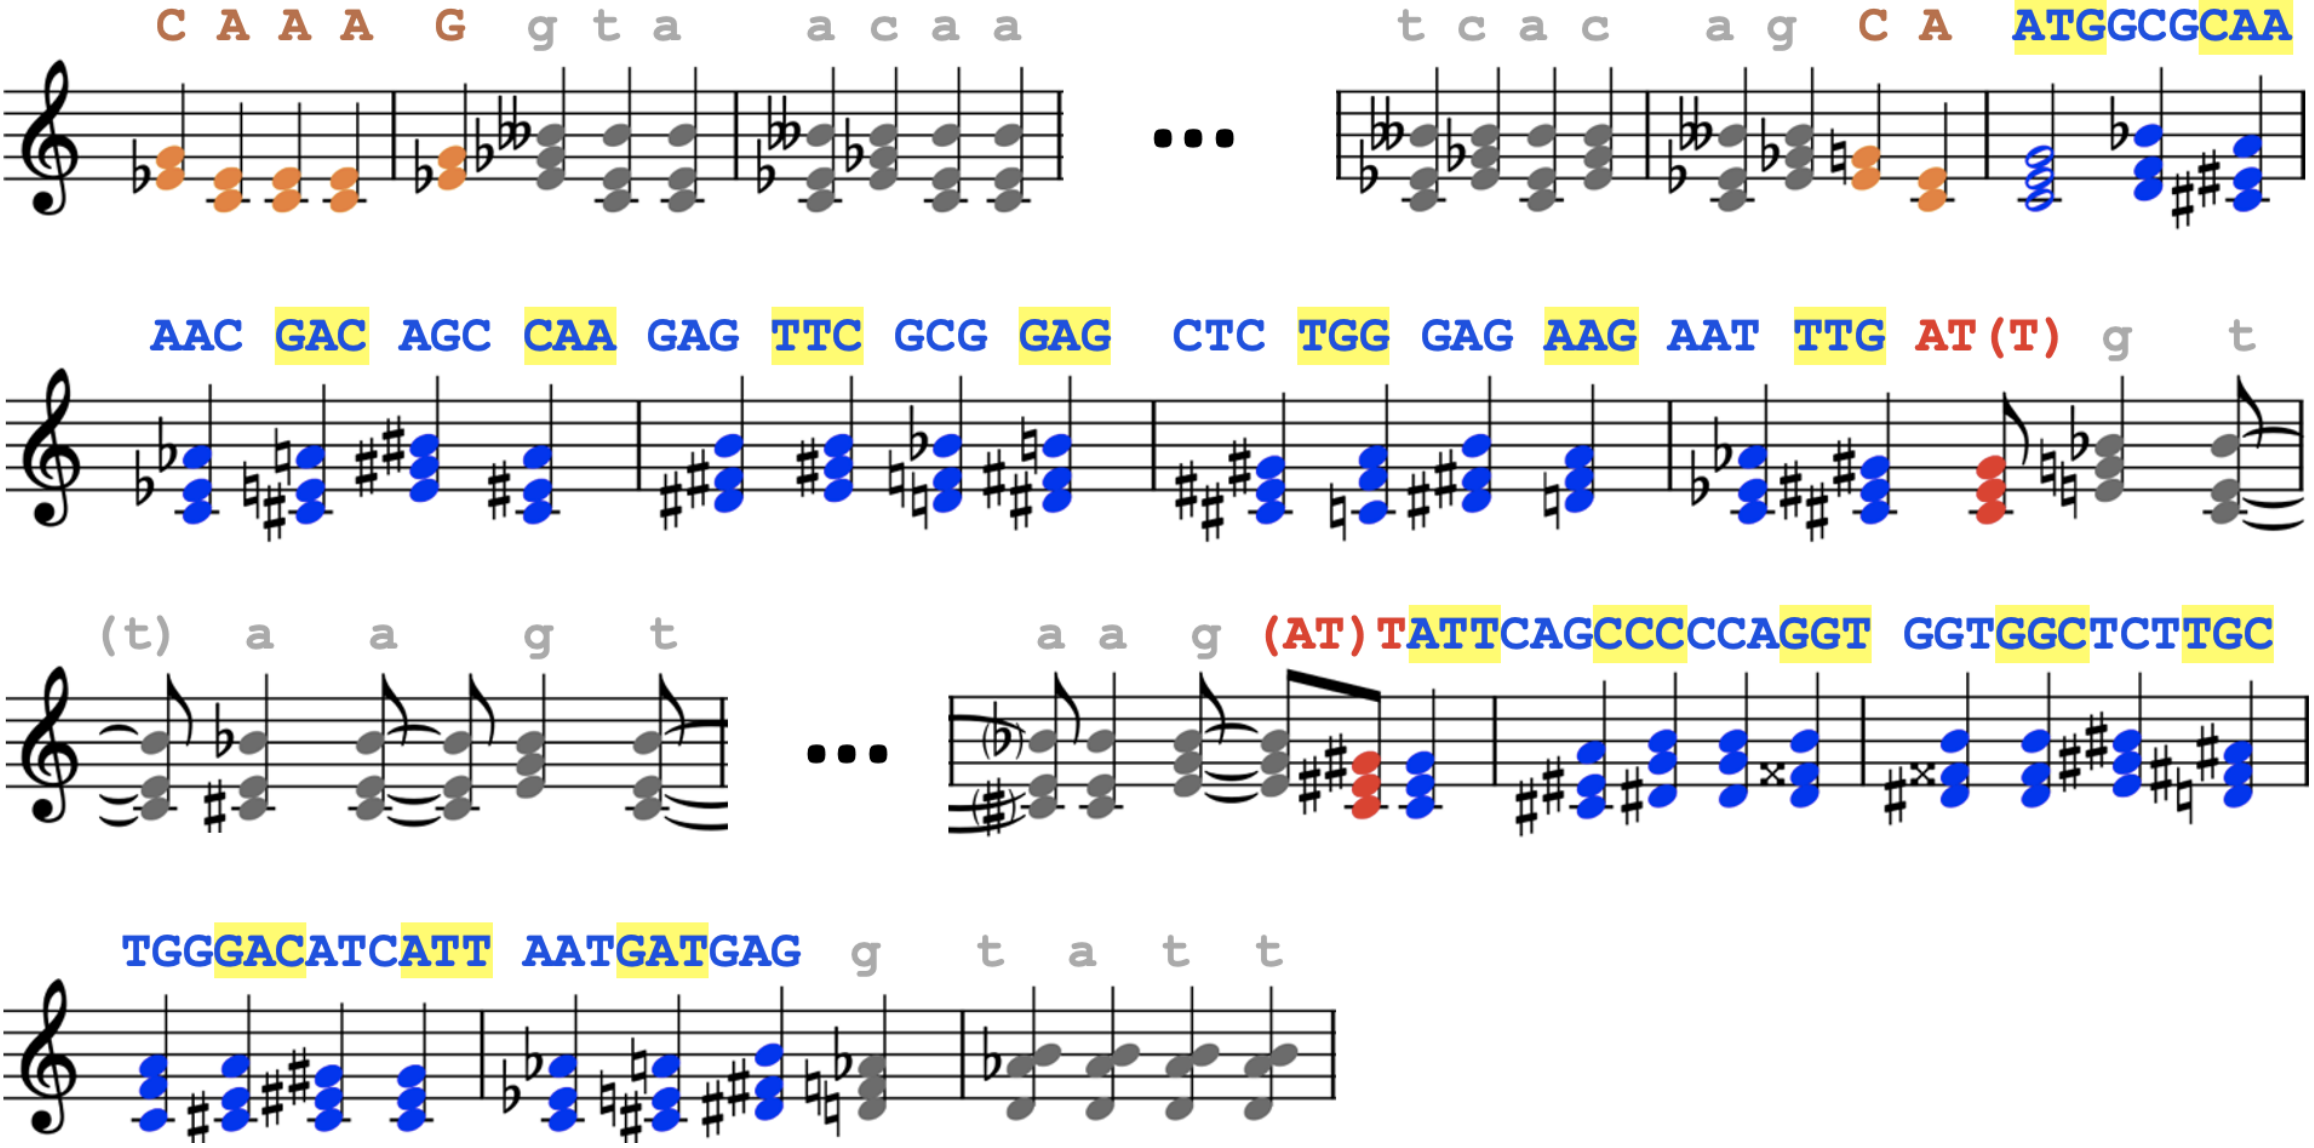 C A A A G g t a a c a a ... t c a c a g C A ATGGCGCAA
AAC GAC AGC CAA GAG TTC GCG GAG CTC TGG GAG AAG AAT TTG AT(T) g t
(t) a a g t ... a a g (AT)TATTCAGCCCCCAGGT GGTGGCTCTTGC
TGGGACATCATT AATGATGAG g t a t t